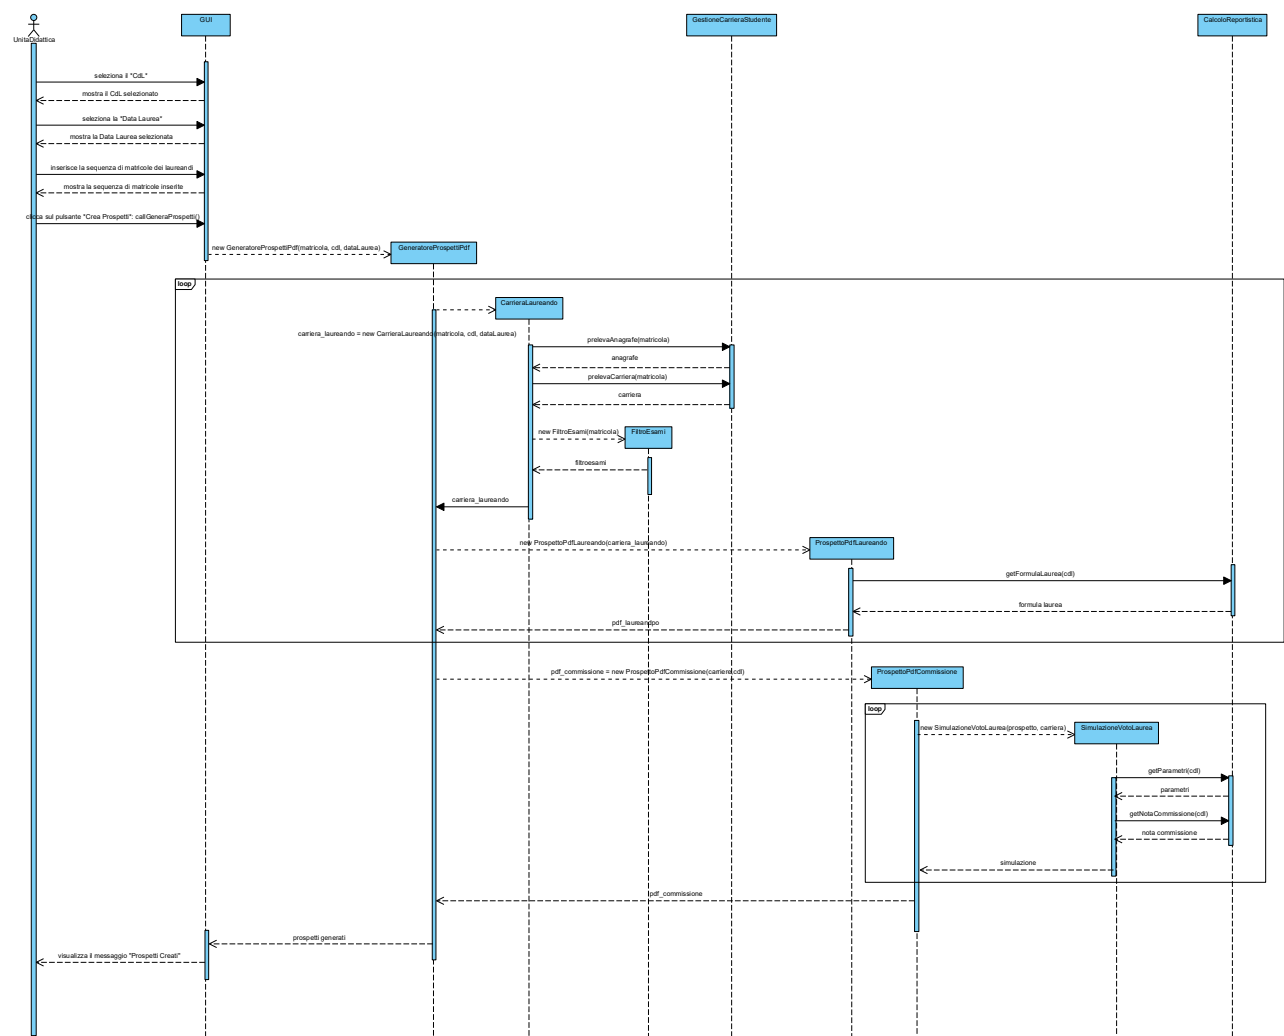 UnitaDidattica
GUI
GestioneCarrieraStudente
CalcoloReportistica
seleziona il "CdL"
mostra il CdL selezionato
seleziona la "Data Laurea"
mostra la Data Laurea selezionata
inserisce la sequenza di matricole dei laureandi
mostra la sequenza di matricole inserite
clicca sul pulsante "Crea Prospetti": callGeneraProspetti()
new GeneratoreProspettiPdf(matricola, cdl, dataLaurea)
GeneratoreProspettiPdf
loop
CarrieraLaureando
carriera_laureando = new CarrieraLaureando(matricola, cdl, dataLaurea)
prelevaAnagrafe(matricola)
anagrafe
prelevaCarriera(matricola)
carriera
new FiltroEsami(matricola)
FiltroEsami
filtroesami
carriera_laureando
new ProspettoPdfLaureando(carriera_laureando)
ProspettoPdfLaureando
getFormulaLaurea(cdl)
formula laurea
pdf_laureandpo
pdf_commissione = new ProspettoPdfCommissione(carriere,cdl)
ProspettoPdfCommissione
loop
new SimulazioneVotoLaurea(prospetto, carriera)
SimulazioneVotoLaurea
getParametri(cdl)
parametri
getNotaCommissione(cdl)
nota commissione
simulazione
pdf_commissione
prospetti generati
visualizza il messaggio "Prospetti Creati"